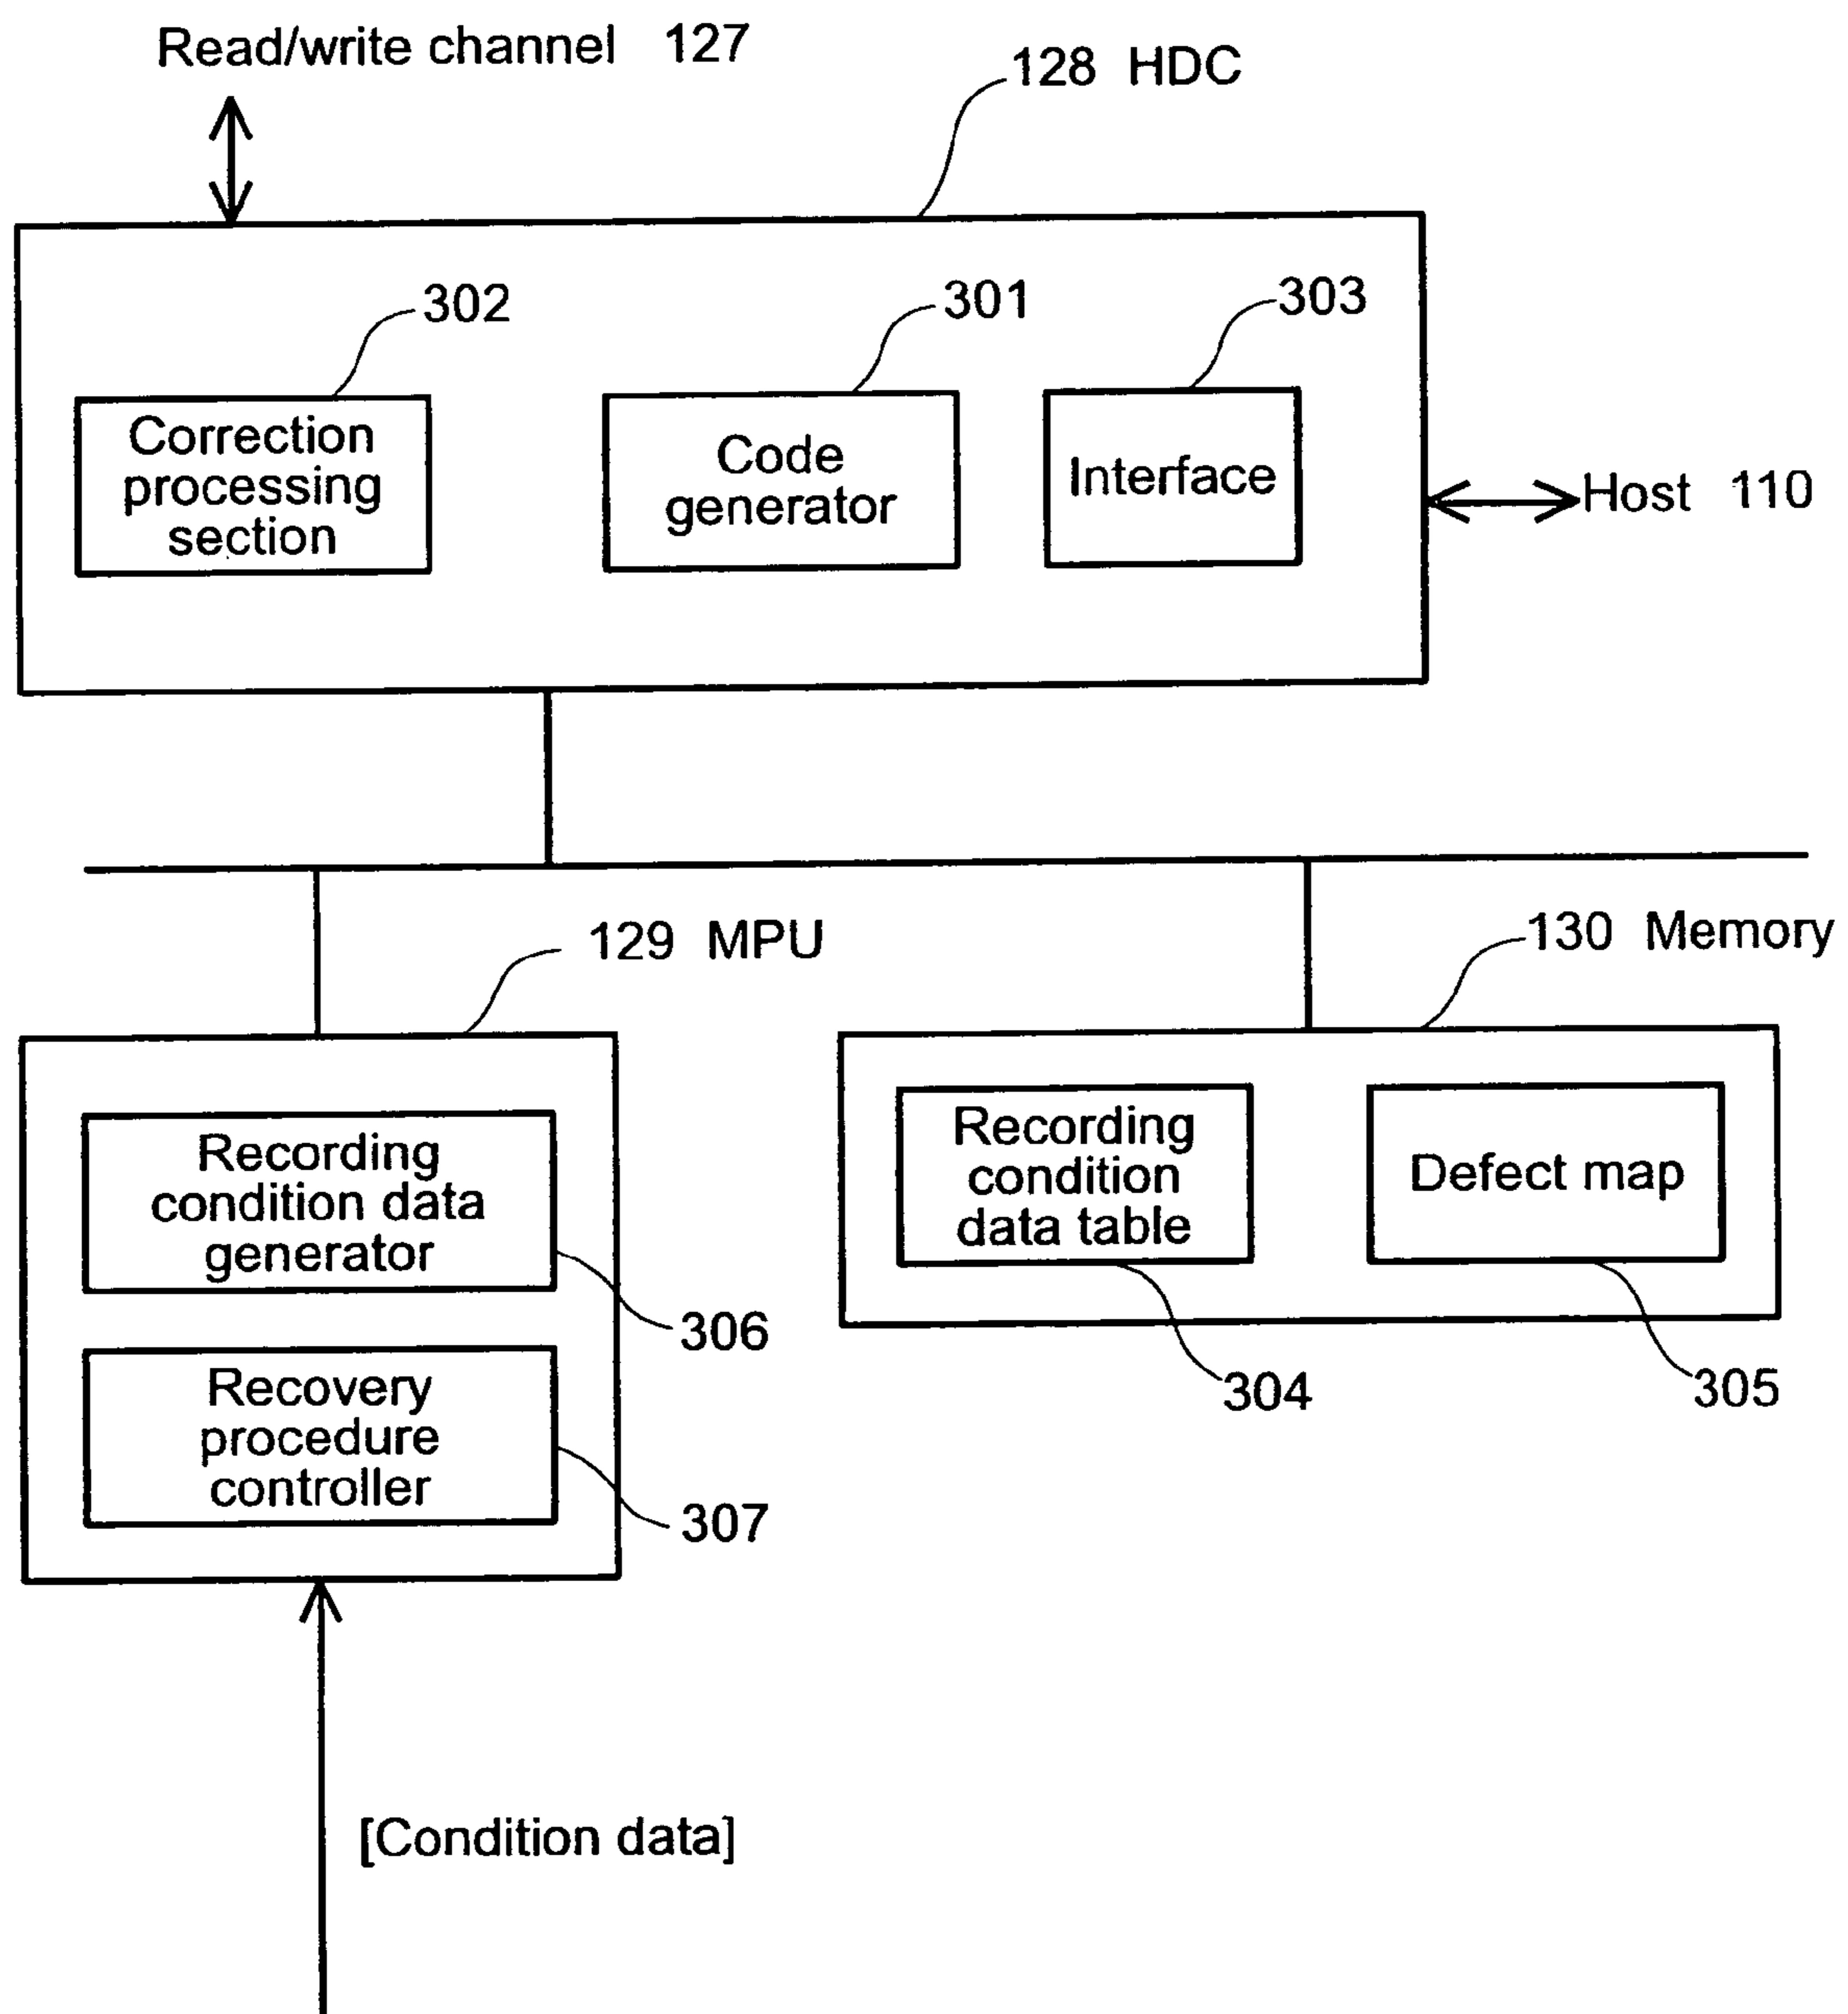 Read/write channel 127
128 HDC
302
301
303
Correction
processing
section
Code
generator
Interface
Host 110
129 MPU
130 Memory
Recording
condition data
generator
306
Recovery
procedure
controller
307
Recording
condition
data table
304
Defect map
305
[Condition data]